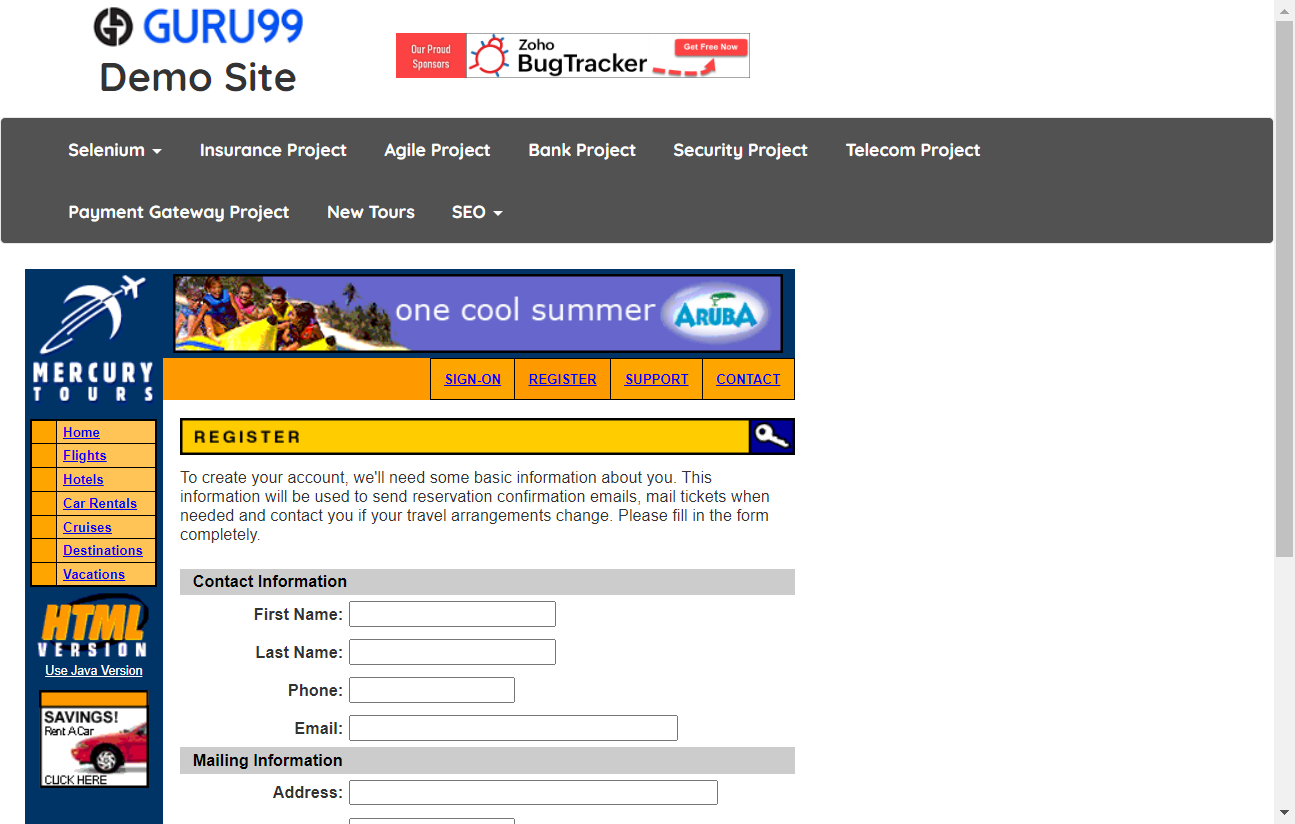 GURU99
Demo Site
Our Proud
Sponsors
Zoho
BugTracker
Get Free Now
Selenium
Insurance Project
Agile Project
Bank Project
Security Project
Telecom Project
Payment Gateway Project
New Tours
SEO
MERCURY
TOURS
one cool summer
ARUBA
SIGN-ON
REGISTER
SUPPORT
CONTACT
Home
Flights
Hotels
Car Rentals
Cruises
Destinations
Vacations
HTML
VERSION
Use Java Version
SAVINGS!
Rent A Car
CLICK HERE
REGISTER
To create your account, we'll need some basic information about you. This
information will be used to send reservation confirmation emails, mail tickets when
needed and contact you if your travel arrangements change. Please fill in the form
completely.
Contact Information
First Name:
Last Name:
Phone:
Email:
Mailing Information
Address: